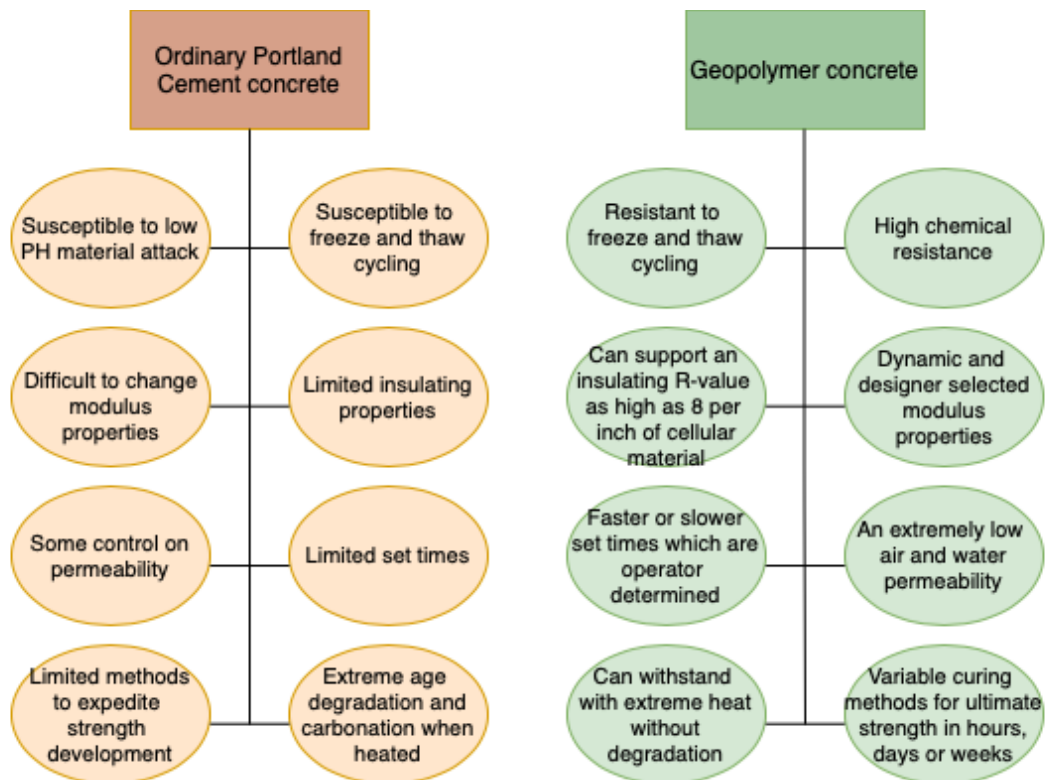 Ordinary Portland
Cement concrete
Geopolymer concrete
Susceptible to low
PH material attack
Susceptible to
freeze and thaw
cycling
Resistant to
freeze and thaw
cycling
High chemical
resistance
Difficult to change
modulus
properties
Limited insulating
properties
Can support an
insulating R-value
as high as 8 per
inch of cellular
material
Dynamic and
designer selected
modulus
properties
Some control on
permeability
Limited set times
Faster or slower
set times which are
operator
determined
An extremely low
air and water
permeability
Limited methods
to expedite
strength
development
Extreme age
degradation and
carbonation when
heated
Can withstand
with extreme heat
without
degradation
Variable curing
methods for ultimate
strength in hours,
days or weeks